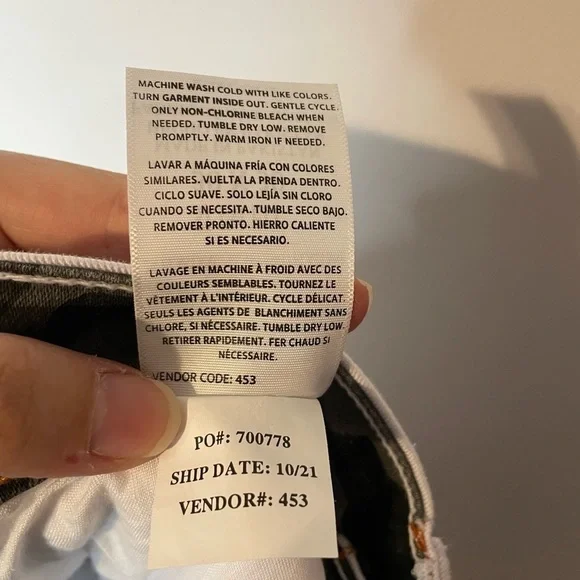 MACHINE WASH COLD WITH LIKE COLORS.
TURN GARMENT INSIDE OUT. GENTLE CYCLE.
ONLY NON-CHLORINE BLEACH WHEN
NEEDED. TUMBLE DRY LOW. REMOVE
PROMPTLY. WARM IRON IF NEEDED.
LAVAR A MÁQUINA FRÍA CON COLORES
SIMILARES. VUELTA LA PRENDA DENTRO.
CICLO SUAVE. SOLO LEJÍA SIN CLORO
CUANDO SE NECESITA. TUMBLE SECO BAJO.
REMOVER PRONTO. HIERRO CALIENTE
SI ES NECESARIO.
LAVAGE EN MACHINE À FROID AVEC DES
COULEURS SEMBLABLES. TOURNEZ LE
VÊTEMENT À L'INTÉRIEUR. CYCLE DÉLICAT.
SEULS LES AGENTS DE BLANCHIMENT SANS
CHLORE, SI NÉCESSAIRE. TUMBLE DRY LOW.
RETIRER RAPIDEMENT. FER CHAUD SI
NÉCESSAIRE.
VENDOR CODE: 453
PO#: 700778
SHIP DATE: 10/21
VENDOR#: 453